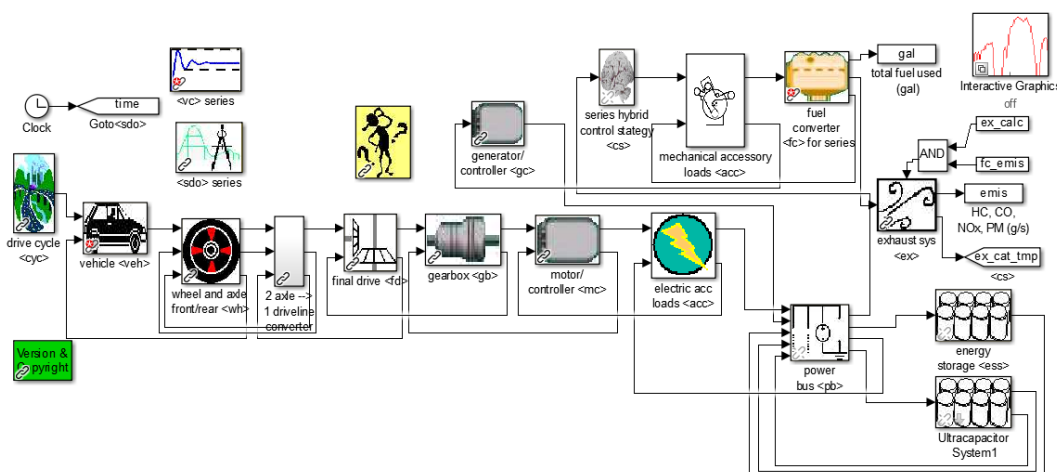 gal
total fuel used
(gal)
Interactive Graphics
off
time
Goto<sdo>
Clock
<vc> series
<sdo> series
generator/
controller <gc>
series hybrid
control stategy
<cs>
mechanical accessory
loads <acc>
fuel
converter
<fc> for series
ex_calc
AND
fc_emis
emis
HC, CO,
NOx, PM (g/s)
exhaust sys
<ex>
ex_cat_tmp
<cs>
drive cycle
<cyc>
vehicle <veh>
wheel and axle
front/rear <wh>
2 axle -->
1 driveline
converter
final drive <fd>
gearbox <gb>
motor/
controller <mc>
electric acc
loads <acc>
power
bus <pb>
energy
storage <ess>
Ultracapacitor
System1
Version &
Copyright